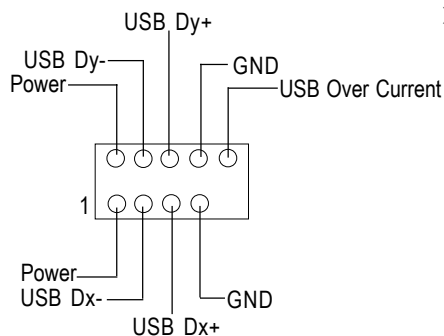 USB Dy+
USB Dy-
GND
Power
USB Over Current
1
Power
USB Dx-
GND
USB Dx+